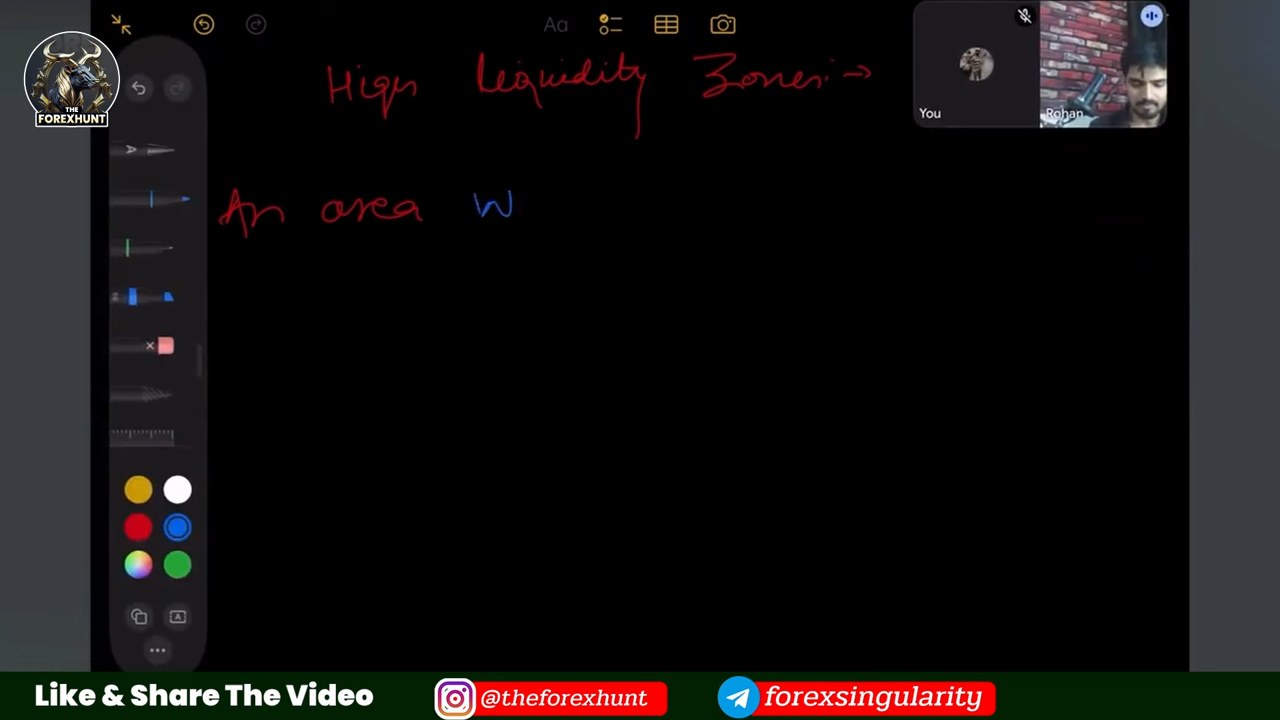 Aa
High Liquidity Zones:→
THE
FOREXHUNT
You
Rohan
An area w
Like & Share The Video
@theforexhunt
forexsingularity